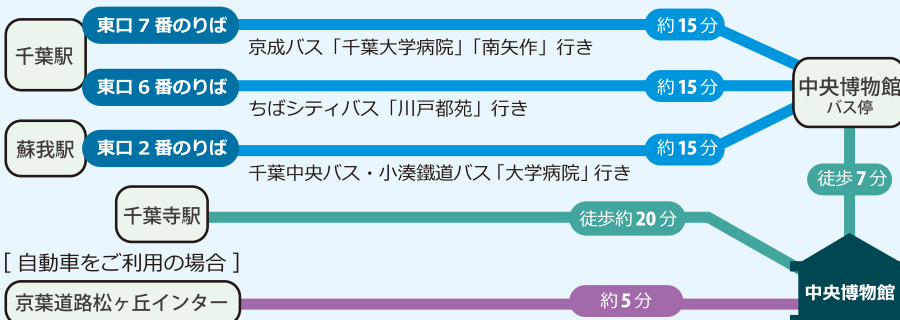 千葉駅
東口7番のりば
約15分
京成バス「千葉大学病院」「南矢作」行き
東口6番のりば
約15分
ちばシティバス「川戸都苑」行き
中央博物館
バス停
蘇我駅
東口2番のりば
約15分
千葉中央バス・小湊鐵道バス「大学病院」行き
徒歩7分
千葉寺駅
徒歩約20分
[ 自動車をご利用の場合 ]
京葉道路松ヶ丘インター
約5分
中央博物館